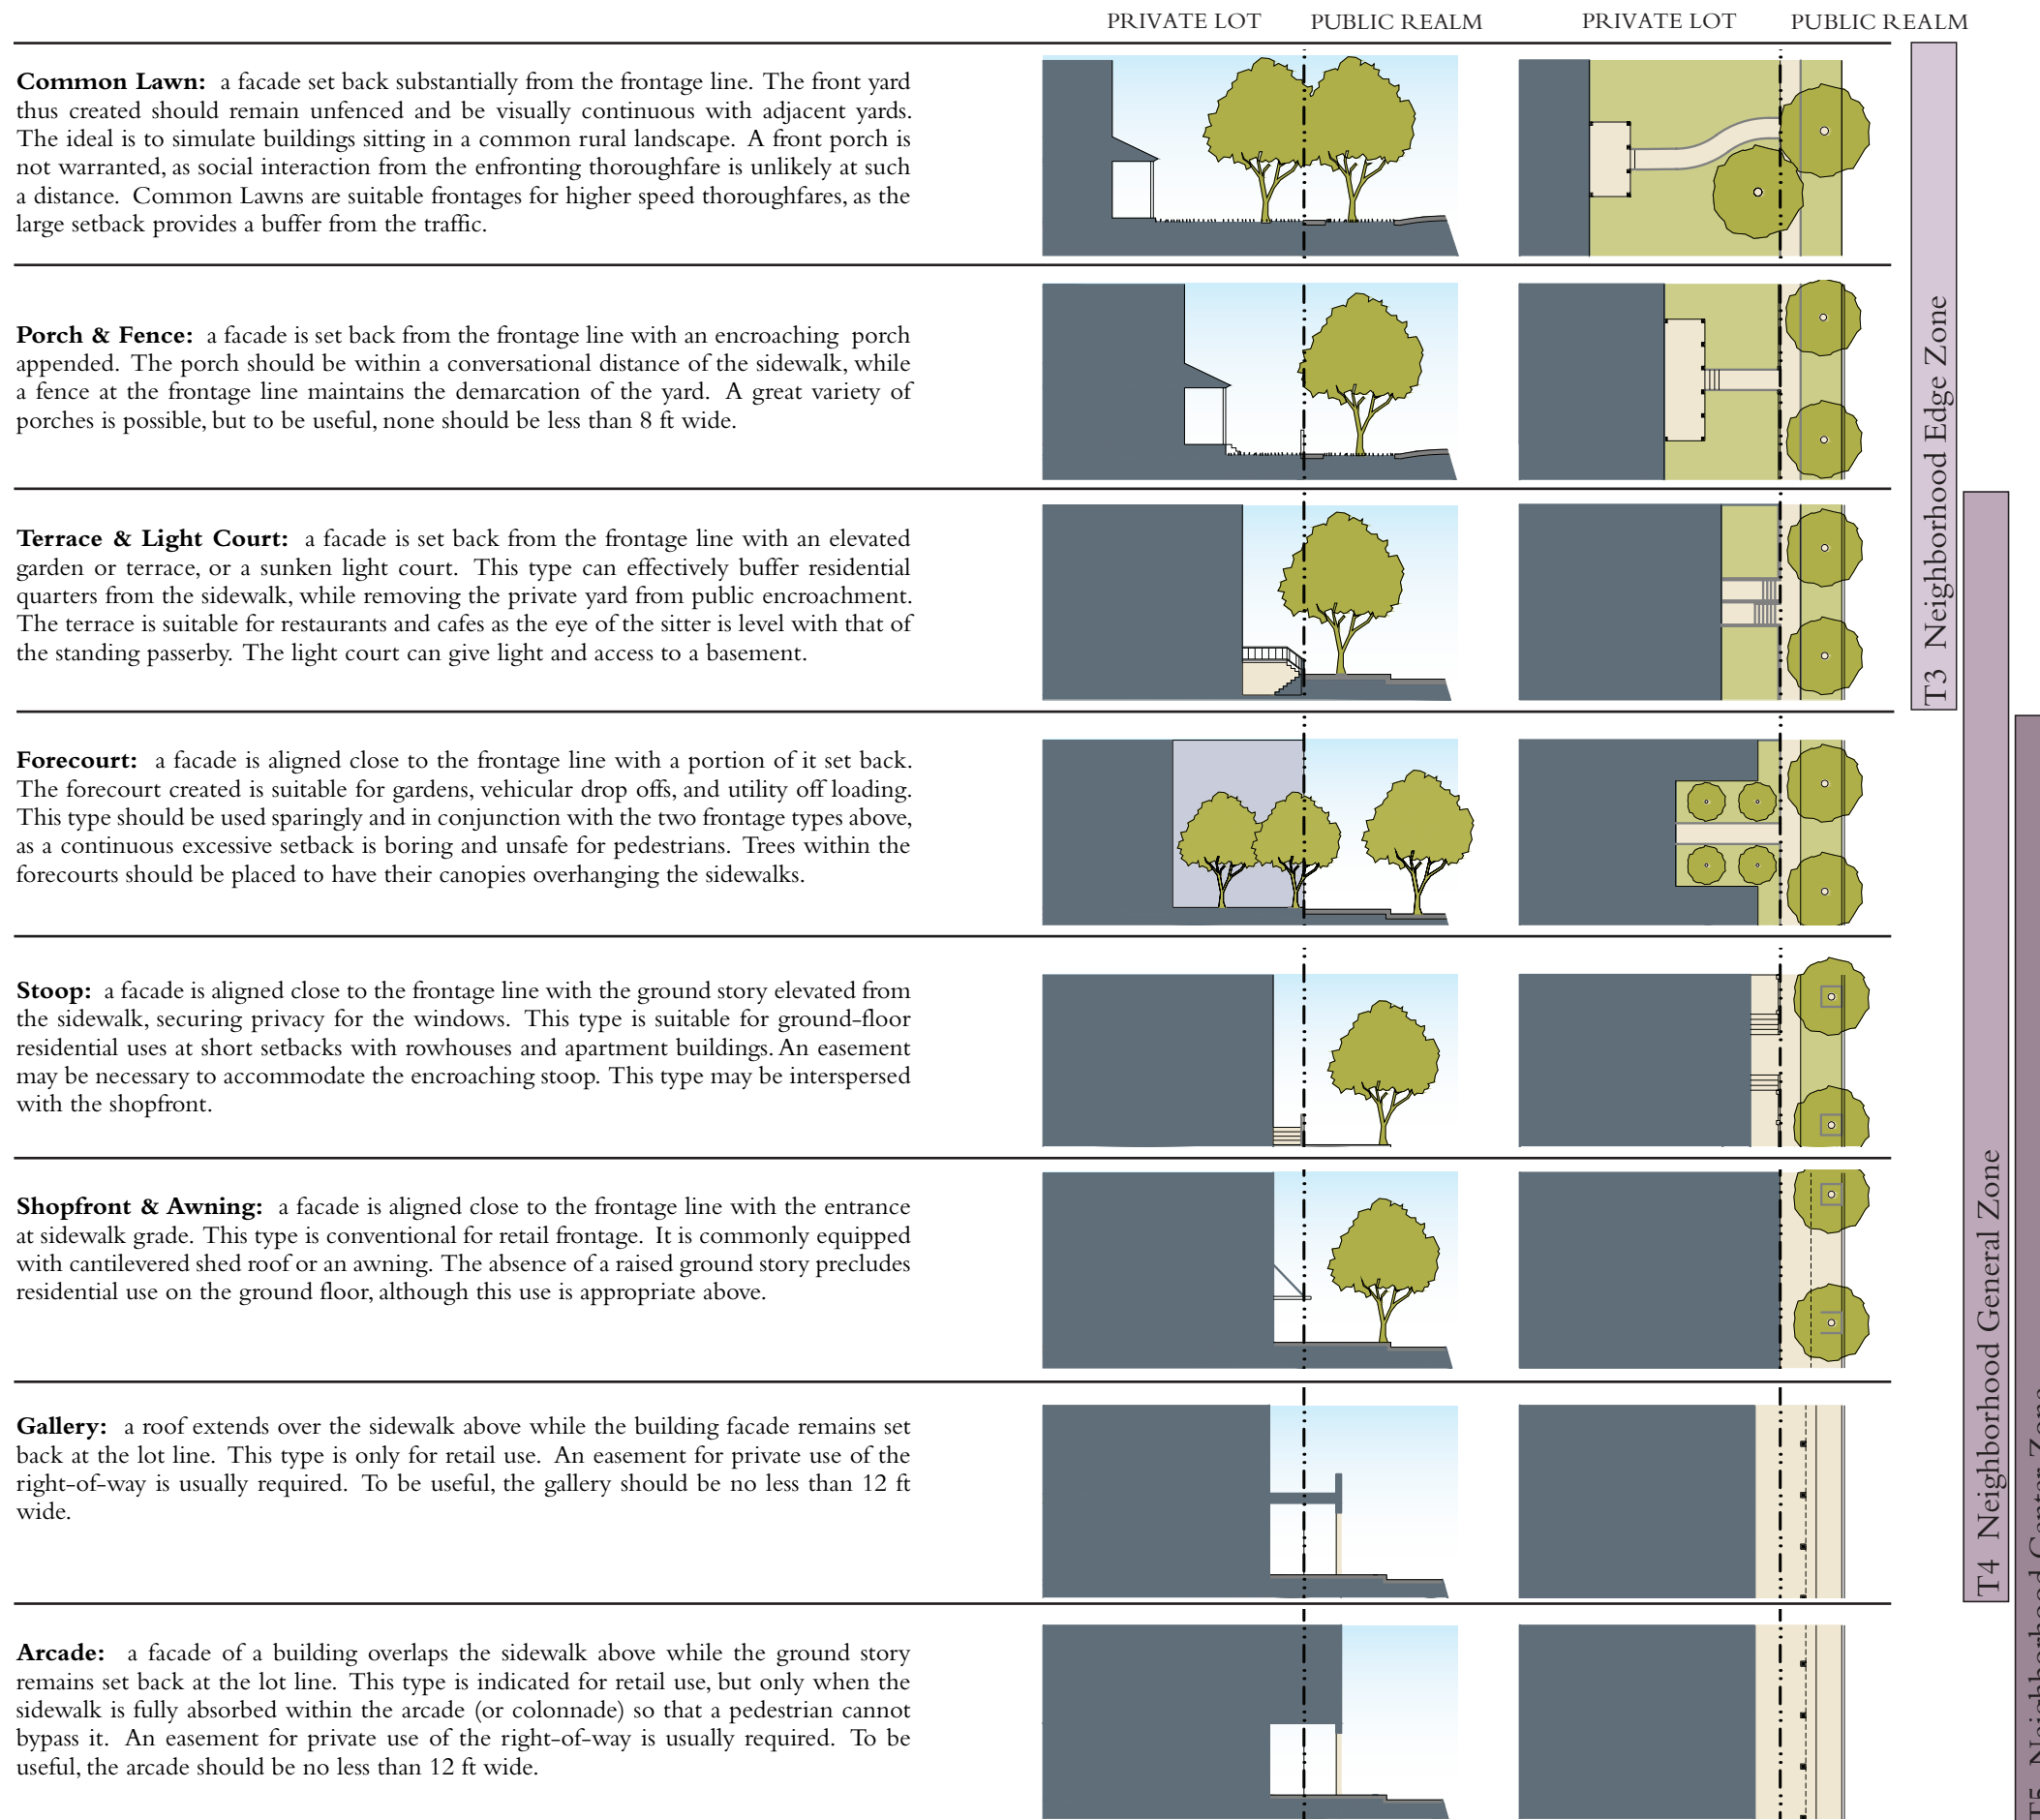 PRIVATE LOT PUBLIC REALM PRIVATE LOT PUBLIC REALM
Common Lawn: a facade set back substantially from the frontage line. The front yard
thus created should remain unfenced and be visually continuous with adjacent yards.
The ideal is to simulate buildings sitting in a common rural landscape. A front porch is
not warranted, as social interaction from the enfronting thoroughfare is unlikely at such
a distance. Common Lawns are suitable frontages for higher speed thoroughfares, as the
large setback provides a buffer from the traffic.
Porch & Fence: a facade is set back from the frontage line with an encroaching porch
appended. The porch should be within a conversational distance of the sidewalk, while
a fence at the frontage line maintains the demarcation of the yard. A great variety of
porches is possible, but to be useful, none should be less than 8 ft wide.
Terrace & Light Court: a facade is set back from the frontage line with an elevated
garden or terrace, or a sunken light court. This type can effectively buffer residential
quarters from the sidewalk, while removing the private yard from public encroachment.
The terrace is suitable for restaurants and cafes as the eye of the sitter is level with that of
the standing passerby. The light court can give light and access to a basement.
Forecourt: a facade is aligned close to the frontage line with a portion of it set back.
The forecourt created is suitable for gardens, vehicular drop offs, and utility off loading.
This type should be used sparingly and in conjunction with the two frontage types above,
as a continuous excessive setback is boring and unsafe for pedestrians. Trees within the
forecourts should be placed to have their canopies overhanging the sidewalks.
Stoop: a facade is aligned close to the frontage line with the ground story elevated from
the sidewalk, securing privacy for the windows. This type is suitable for ground-floor
residential uses at short setbacks with rowhouses and apartment buildings. An easement
may be necessary to accommodate the encroaching stoop. This type may be interspersed
with the shopfront.
Shopfront & Awning: a facade is aligned close to the frontage line with the entrance
at sidewalk grade. This type is conventional for retail frontage. It is commonly equipped
with cantilevered shed roof or an awning. The absence of a raised ground story precludes
residential use on the ground floor, although this use is appropriate above.
Gallery: a roof extends over the sidewalk above while the building facade remains set
back at the lot line. This type is only for retail use. An easement for private use of the
right-of-way is usually required. To be useful, the gallery should be no less than 12 ft
wide.
Arcade: a facade of a building overlaps the sidewalk above while the ground story
remains set back at the lot line. This type is indicated for retail use, but only when the
sidewalk is fully absorbed within the arcade (or colonnade) so that a pedestrian cannot
bypass it. An easement for private use of the right-of-way is usually required. To be
useful, the arcade should be no less than 12 ft wide.
T3 Neighborhood Edge Zone
T4 Neighborhood General Zone